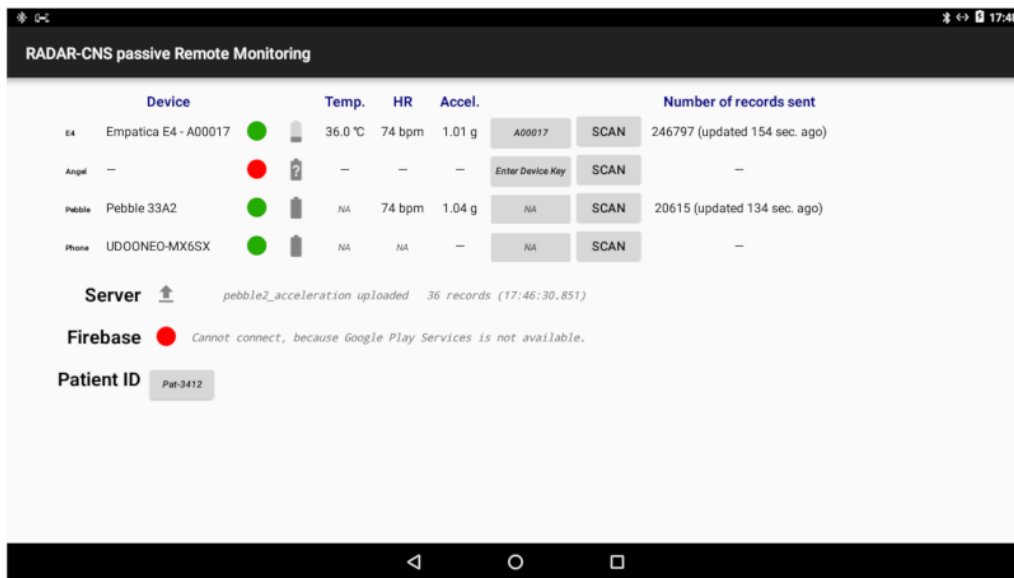 17:48
RADAR-CNS passive Remote Monitoring
Device Temp. HR Accel. Number of records sent
E4 Empatica E4 - A00017 36.0 °C 74 bpm 1.01 g A00017 SCAN 246797 (updated 154 sec. ago)
Angel — ? — — — Enter Device Key SCAN —
Pebble Pebble 33A2 NA 74 bpm 1.04 g NA SCAN 20615 (updated 134 sec. ago)
Phone UDOONEO-MX6SX NA NA — NA SCAN —
Server pebble2_acceleration uploaded 36 records (17:46:30.851)
Firebase Cannot connect, because Google Play Services is not available.
Patient ID Pat-3412